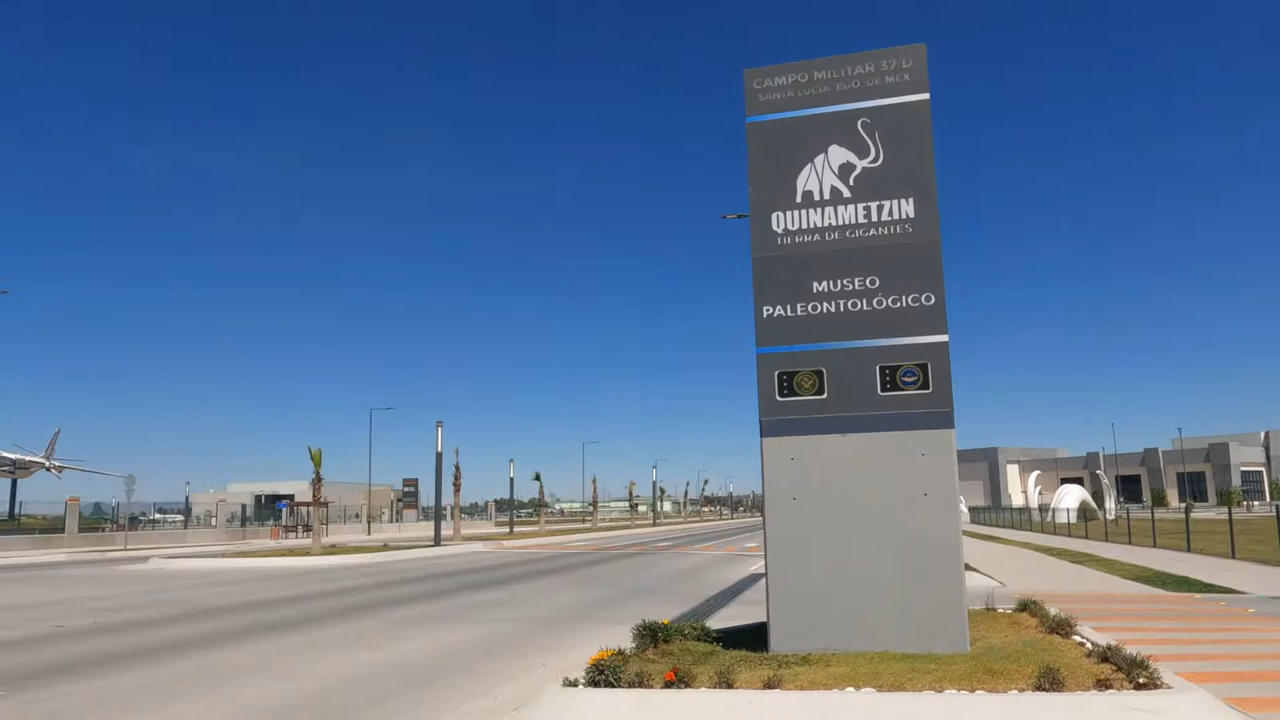 CAMPO MILITAR 37 D
SANTA LUCIA EDO. DE MEX
QUINAMETZIN
TIERRA DE GIGANTES
MUSEO
PALEONTOLÓGICO